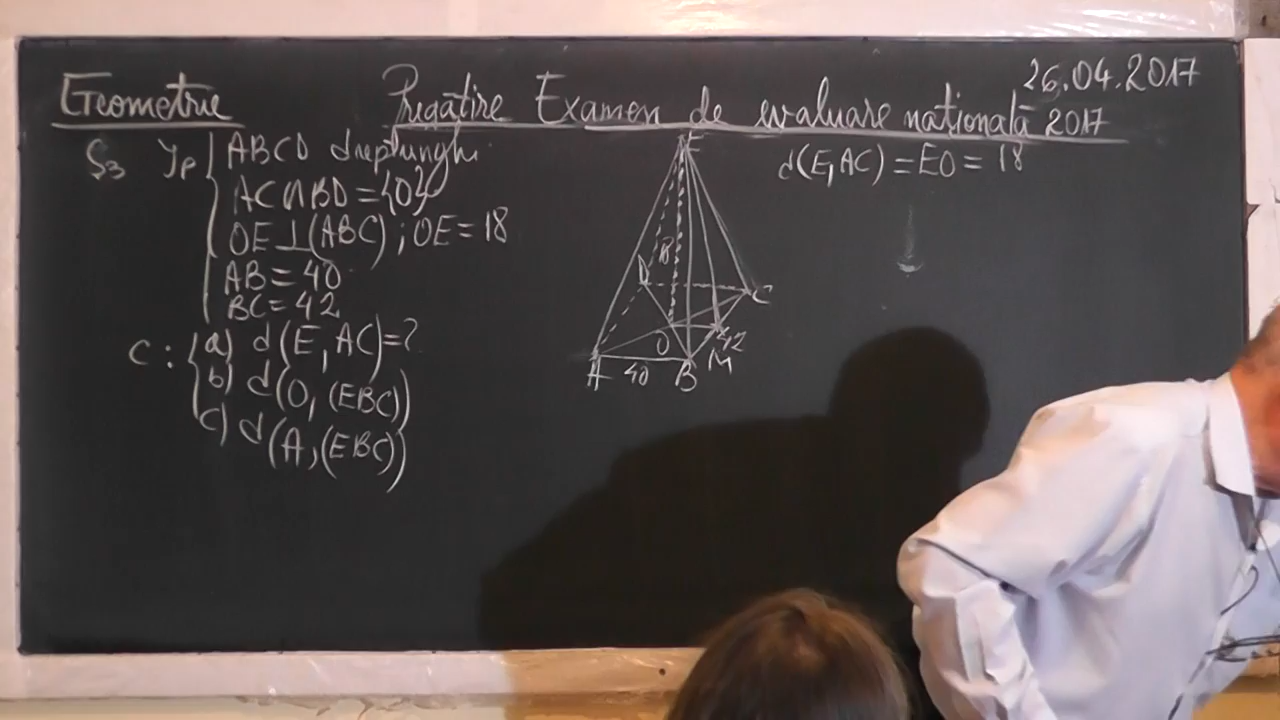 Geometrie
Pregătire Examen de evaluare națională 2017
26.04.2017
S3 Ip ABCD dreptunghi
AC∩BD={O}
OE⊥(ABC); OE=18
AB=40
BC=42
C: a) d(E, AC)=?
b) d(O, (EBC))
c) d(A, (EBC))
E
18
D
C
O
42
M
A
40
B
d(E, AC)=EO=18